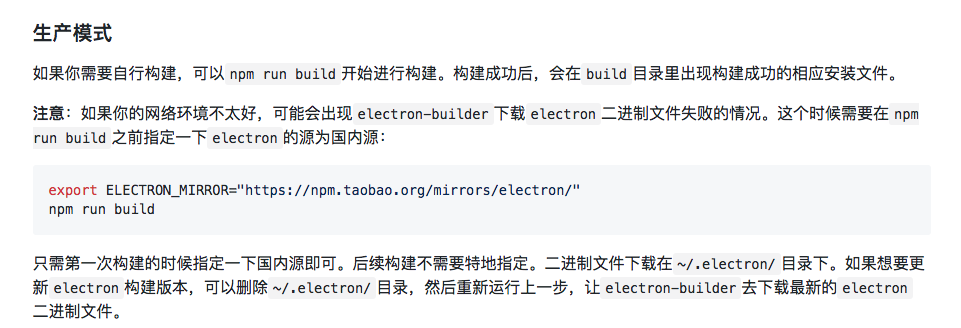 生产模式
如果你需要自行构建，可以 npm run build 开始进行构建。构建成功后，会在 build 目录里出现构建成功的相应安装文件。
注意：如果你的网络环境不太好，可能会出现 electron-builder 下载 electron 二进制文件失败的情况。这个时候需要在 npm
run build 之前指定一下 electron 的源为国内源：
export ELECTRON_MIRROR="https://npm.taobao.org/mirrors/electron/"
npm run build
只需第一次构建的时候指定一下国内源即可。后续构建不需要特地指定。二进制文件下载在 ~/.electron/ 目录下。如果想要更
新 electron 构建版本，可以删除 ~/.electron/ 目录，然后重新运行上一步，让 electron-builder 去下载最新的 electron
二进制文件。